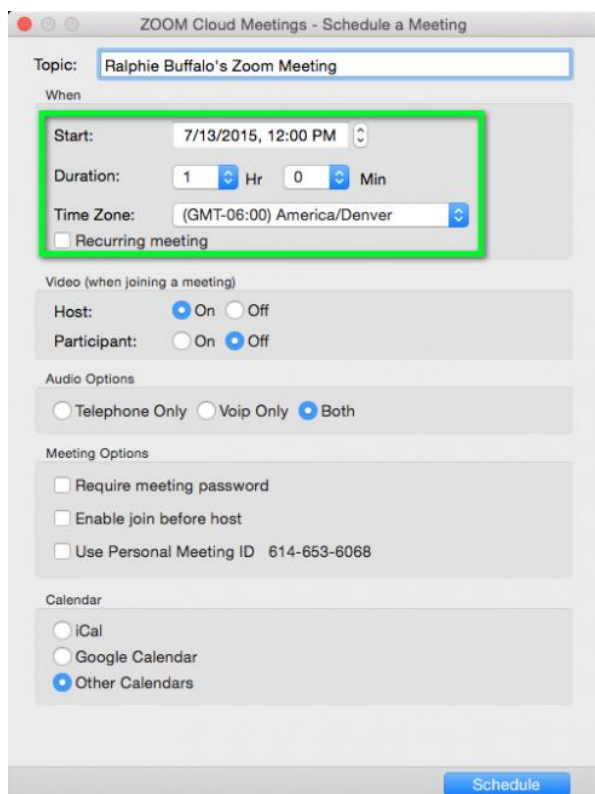 ZOOM Cloud Meetings - Schedule a Meeting
Topic: Ralphie Buffalo's Zoom Meeting
When
Start: 7/13/2015, 12:00 PM
Duration: 1 Hr 0 Min
Time Zone: (GMT-06:00) America/Denver
Recurring meeting
Video (when joining a meeting)
Host: On Off
Participant: On Off
Audio Options
Telephone Only Voip Only Both
Meeting Options
Require meeting password
Enable join before host
Use Personal Meeting ID 614-653-6068
Calendar
iCal
Google Calendar
Other Calendars
Schedule